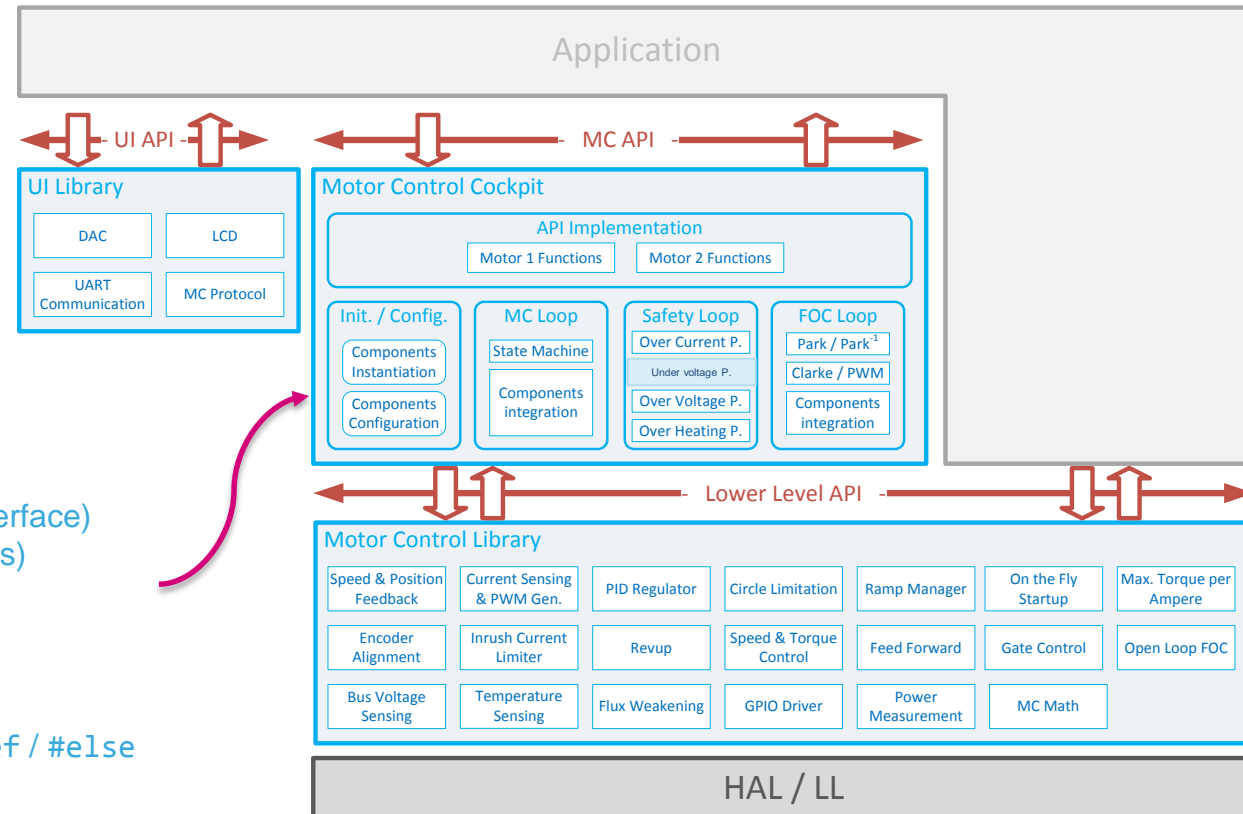 Application
- UI API -
- MC API -
UI Library
DAC
LCD
UART
Communication
MC Protocol
Motor Control Cockpit
API Implementation
Motor 1 Functions
Motor 2 Functions
Init. / Config.
Components
Instantiation
Components
Configuration
MC Loop
State Machine
Components
integration
Safety Loop
Over Current P.
Under voltage P.
Over Voltage P.
Over Heating P.
FOC Loop
Park / Park⁻¹
Clarke / PWM
Components
integration
erface)
s)
ef / #else
- Lower Level API -
Motor Control Library
Speed & Position
Feedback
Current Sensing
& PWM Gen.
PID Regulator
Circle Limitation
Ramp Manager
On the Fly
Startup
Max. Torque per
Ampere
Encoder
Alignment
Inrush Current
Limiter
Revup
Speed & Torque
Control
Feed Forward
Gate Control
Open Loop FOC
Bus Voltage
Sensing
Temperature
Sensing
Flux Weakening
GPIO Driver
Power
Measurement
MC Math
HAL / LL